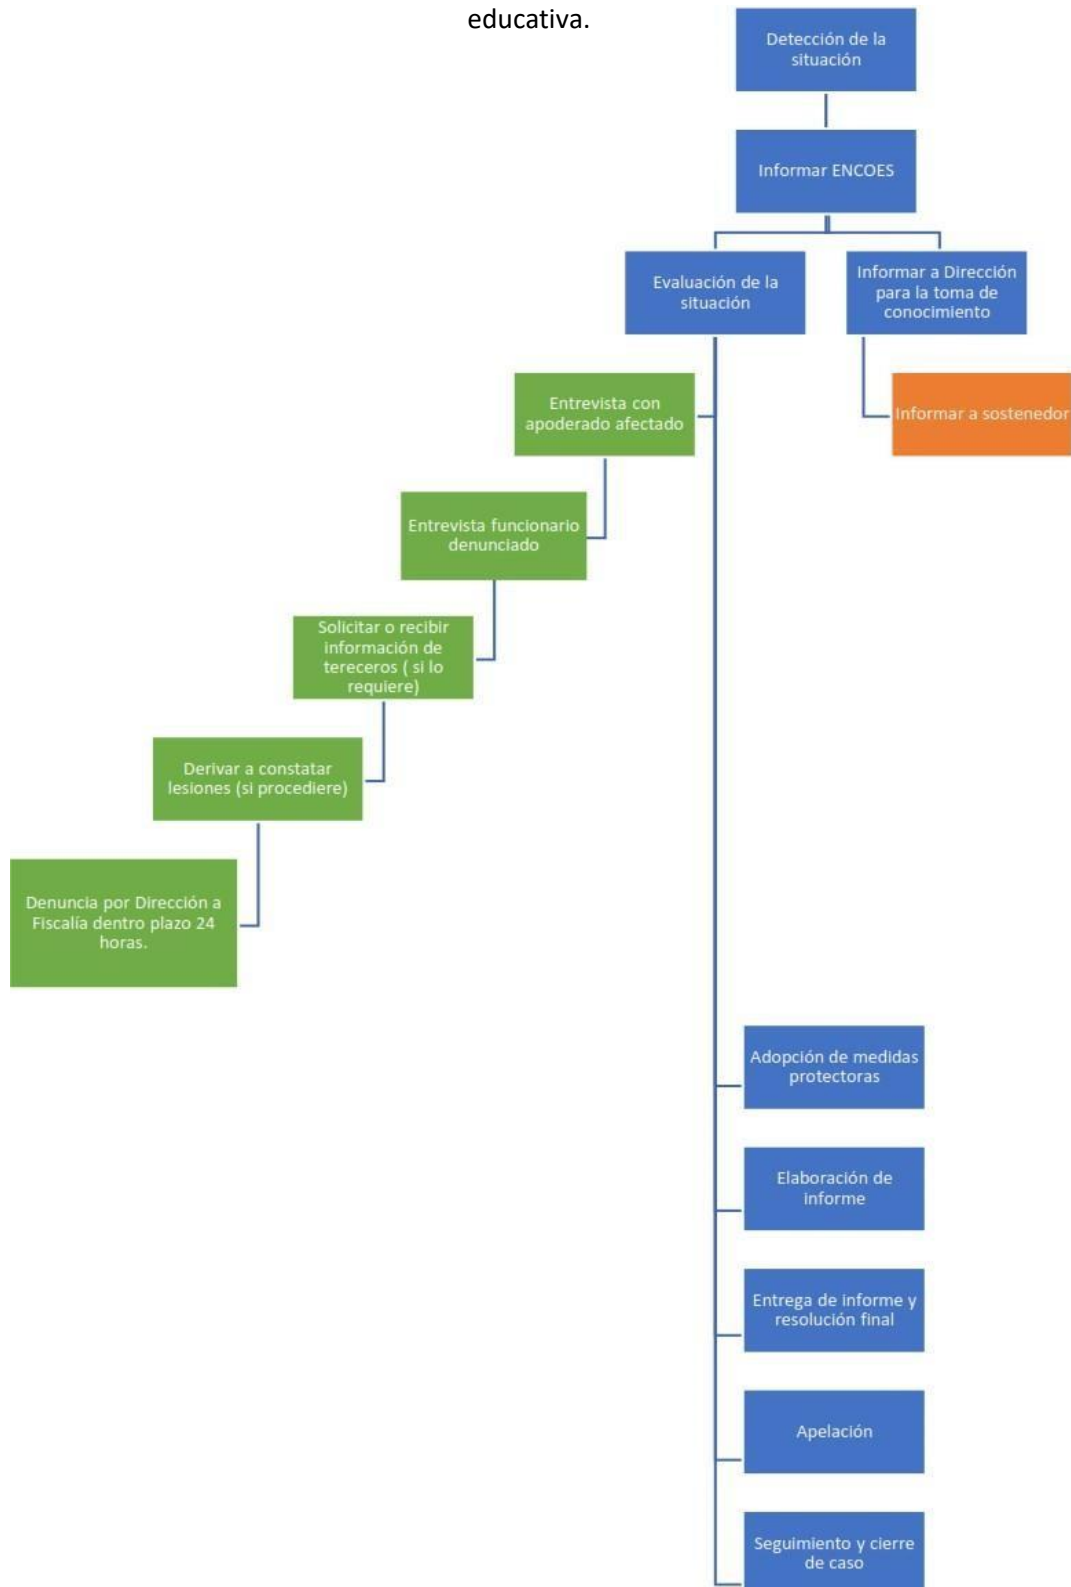 educativa.
Detección de la
situación
Informar ENCOES
Evaluación de la
situación
Informar a Dirección
para la toma de
conocimiento
Entrevista con
apoderado afectado
Informar a sostenedor
Entrevista funcionario
denunciado
Solicitar o recibir
información de
tereceros ( si lo
requiere)
Derivar a constatar
lesiones (si procediere)
Denuncia por Dirección a
Fiscalía dentro plazo 24
horas.
Adopción de medidas
protectoras
Elaboración de
informe
Entrega de informe y
resolución final
Apelación
Seguimiento y cierre
de caso